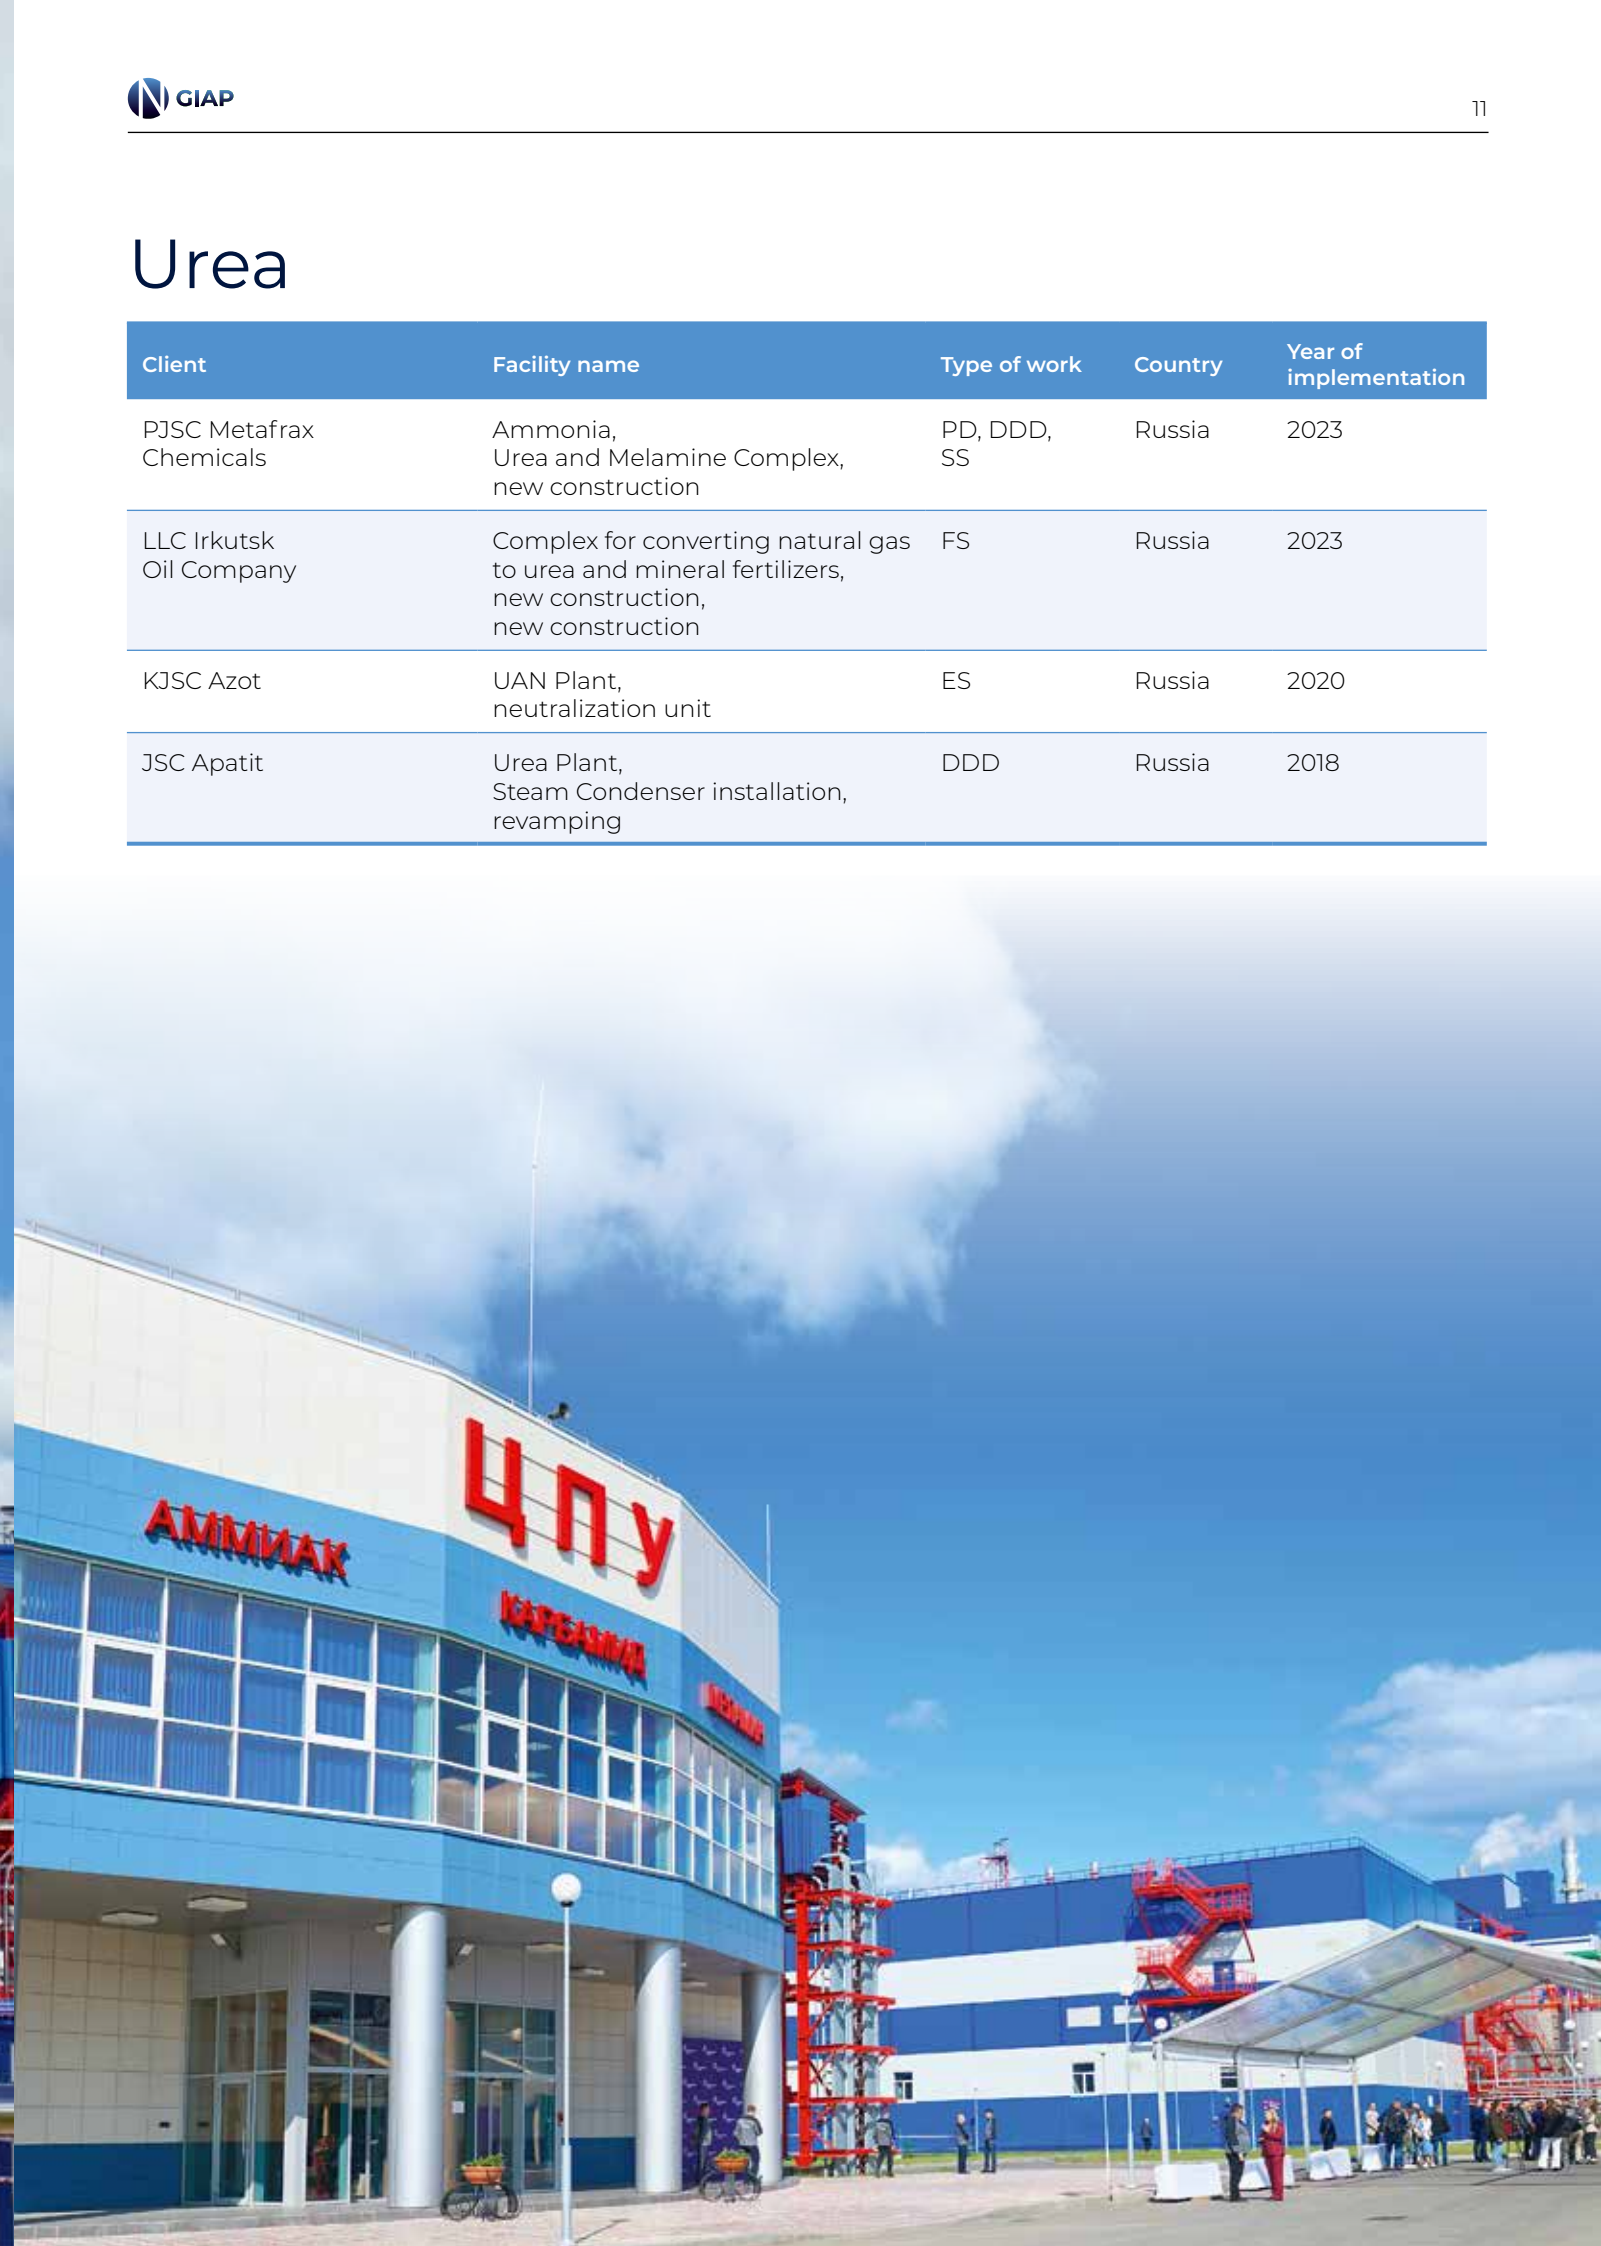 GIAP
11
Urea
Client Facility name Type of work Country Year of implementation
PJSC Metafrax Chemicals
Ammonia,
Urea and Melamine Complex,
new construction
PD, DDD,
SS
Russia
2023
LLC Irkutsk
Oil Company
Complex for converting natural gas
to urea and mineral fertilizers,
new construction,
new construction
FS
Russia
2023
KJSC Azot
UAN Plant,
neutralization unit
ES
Russia
2020
JSC Apatit
Urea Plant,
Steam Condenser installation,
revamping
DDD
Russia
2018
ЦПУ
АММИАК
КАРБАМИД